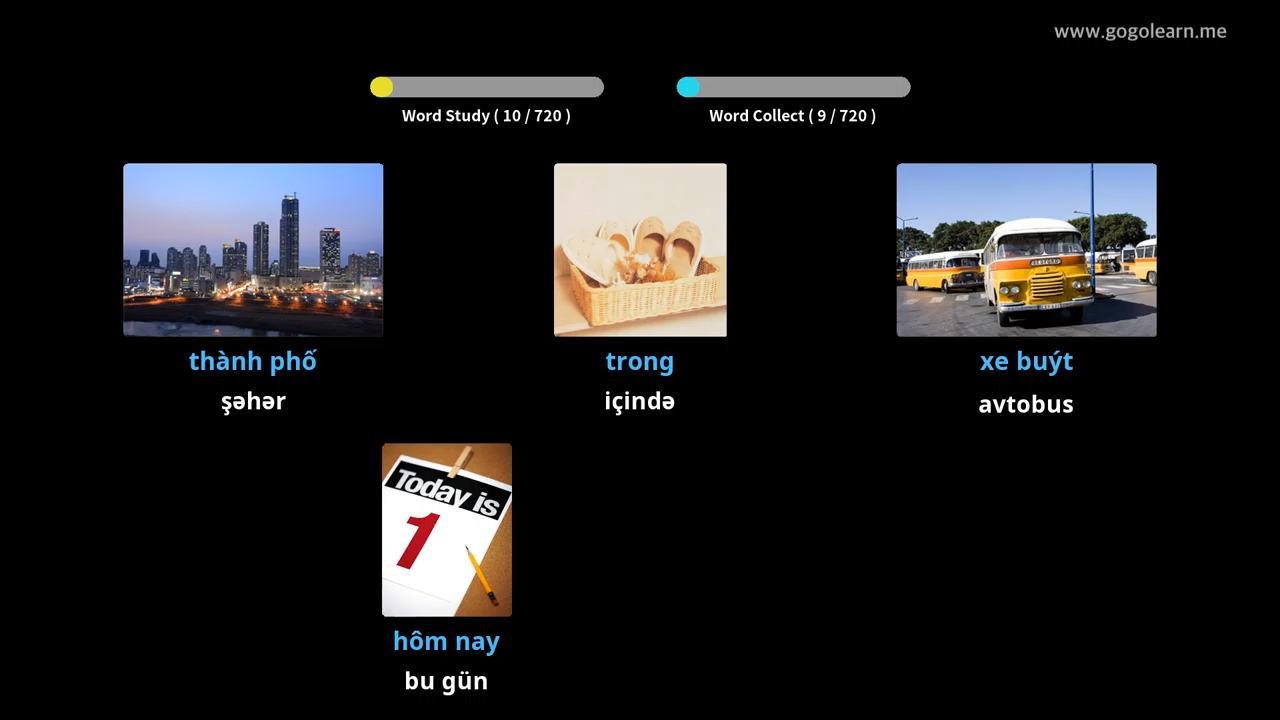 www.gogolearn.me
Word Study ( 10 / 720 )
Word Collect ( 9 / 720 )
thành phố
şəhər
trong
içində
BEDFORD
xe buýt
avtobus
Today is
1
hôm nay
bu gün